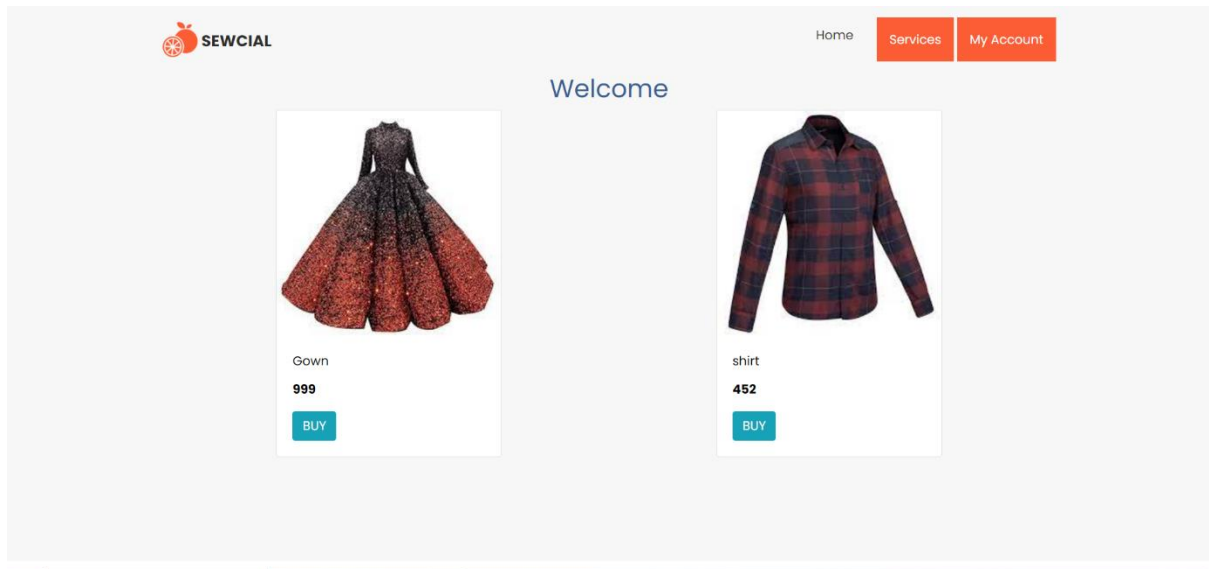 SEWCIAL
Home
Services
My Account
Welcome
Gown
999
BUY
shirt
452
BUY